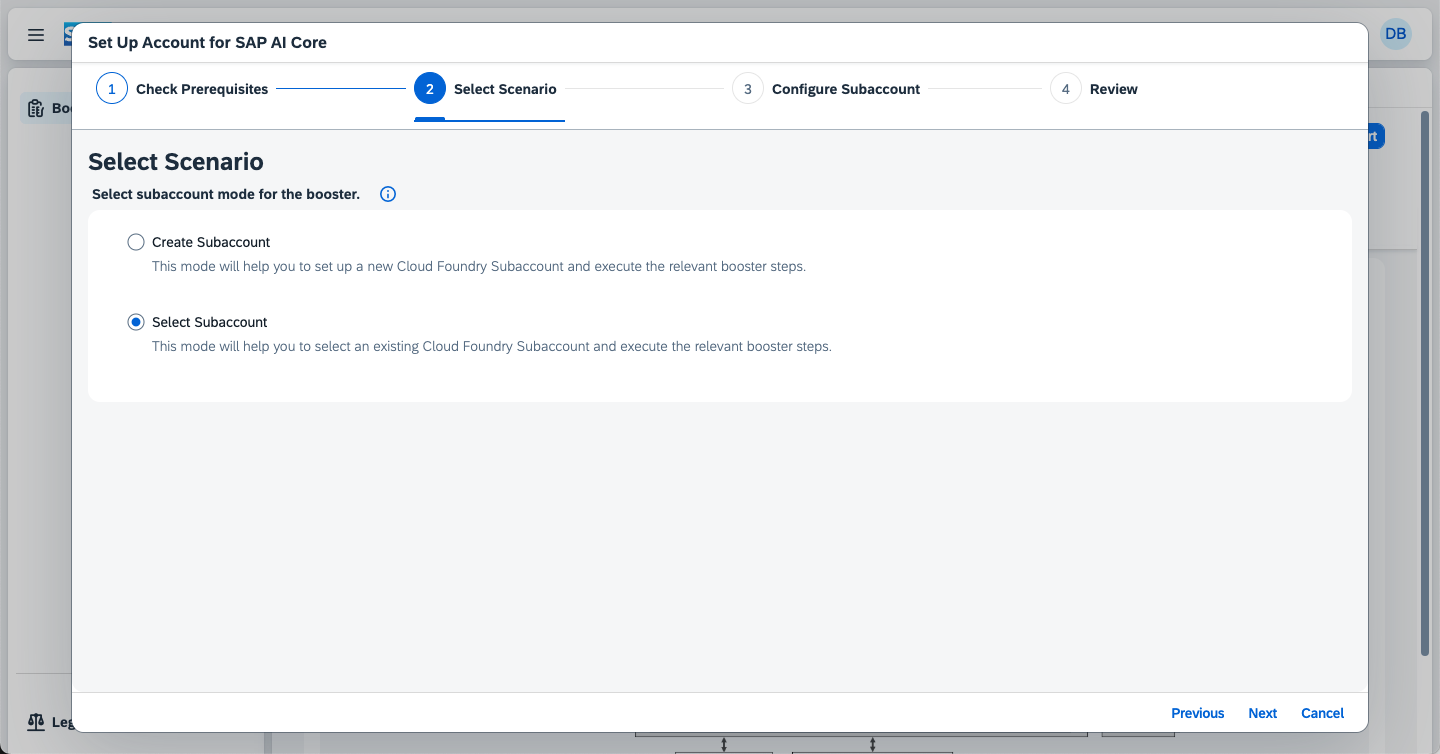 Set Up Account for SAP AI Core
DB
1 Check Prerequisites
2 Select Scenario
3 Configure Subaccount
4 Review
Select Scenario
Select subaccount mode for the booster.
Create Subaccount
This mode will help you to set up a new Cloud Foundry Subaccount and execute the relevant booster steps.
Select Subaccount
This mode will help you to select an existing Cloud Foundry Subaccount and execute the relevant booster steps.
Previous Next Cancel